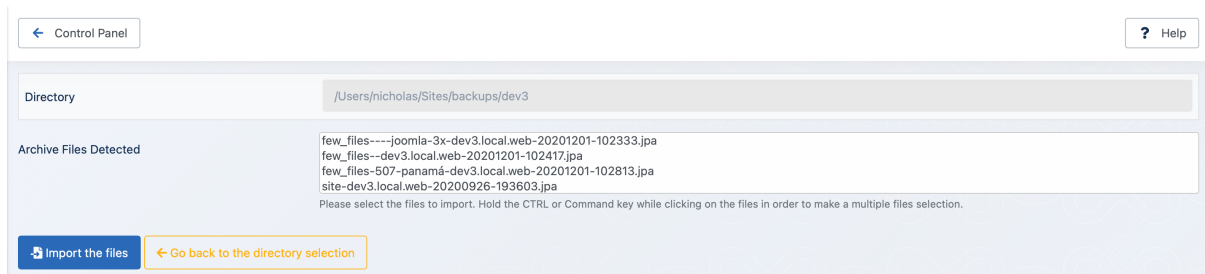 Control Panel
Help
Directory
/Users/nicholas/Sites/backups/dev3
Archive Files Detected
few_files----joomla-3x-dev3.local.web-20201201-102333.jpa
few_files--dev3.local.web-20201201-102417.jpa
few_files-507-panamá-dev3.local.web-20201201-102813.jpa
site-dev3.local.web-20200926-193603.jpa
Please select the files to import. Hold the CTRL or Command key while clicking on the files in order to make a multiple files selection.
Import the files
Go back to the directory selection